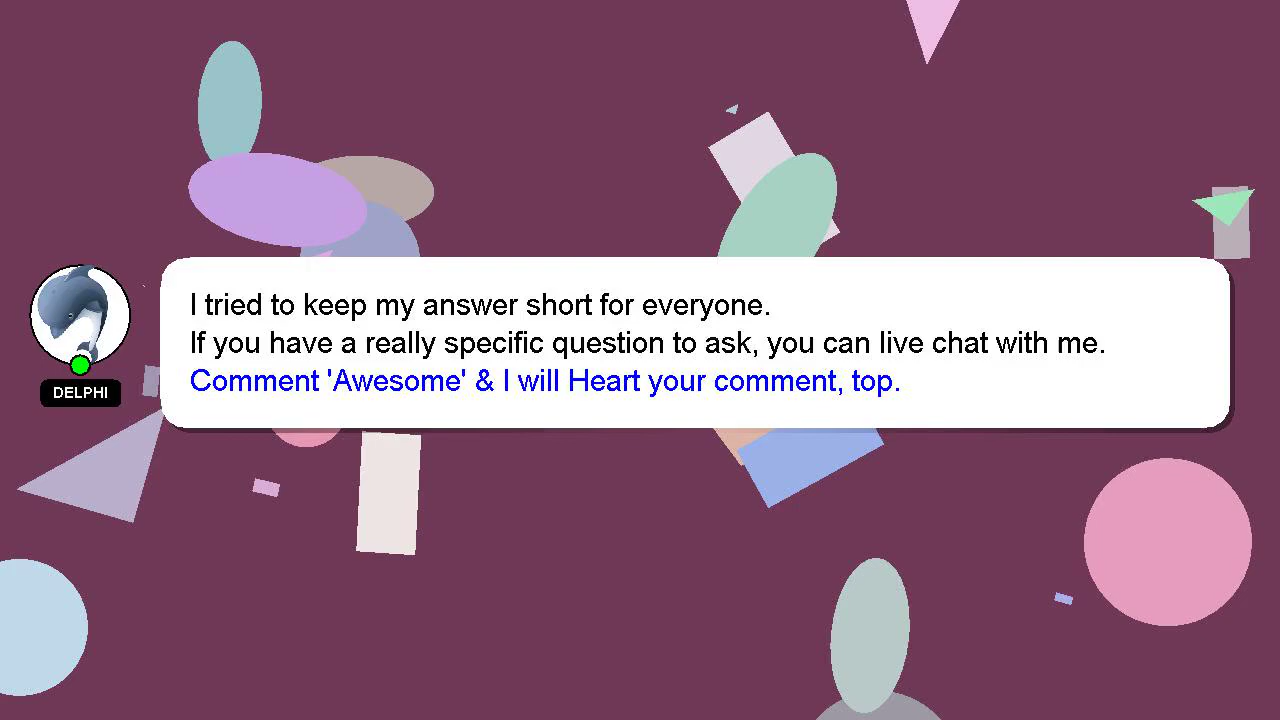 I tried to keep my answer short for everyone.
If you have a really specific question to ask, you can live chat with me.
Comment 'Awesome' & I will Heart your comment, top.
DELPHI